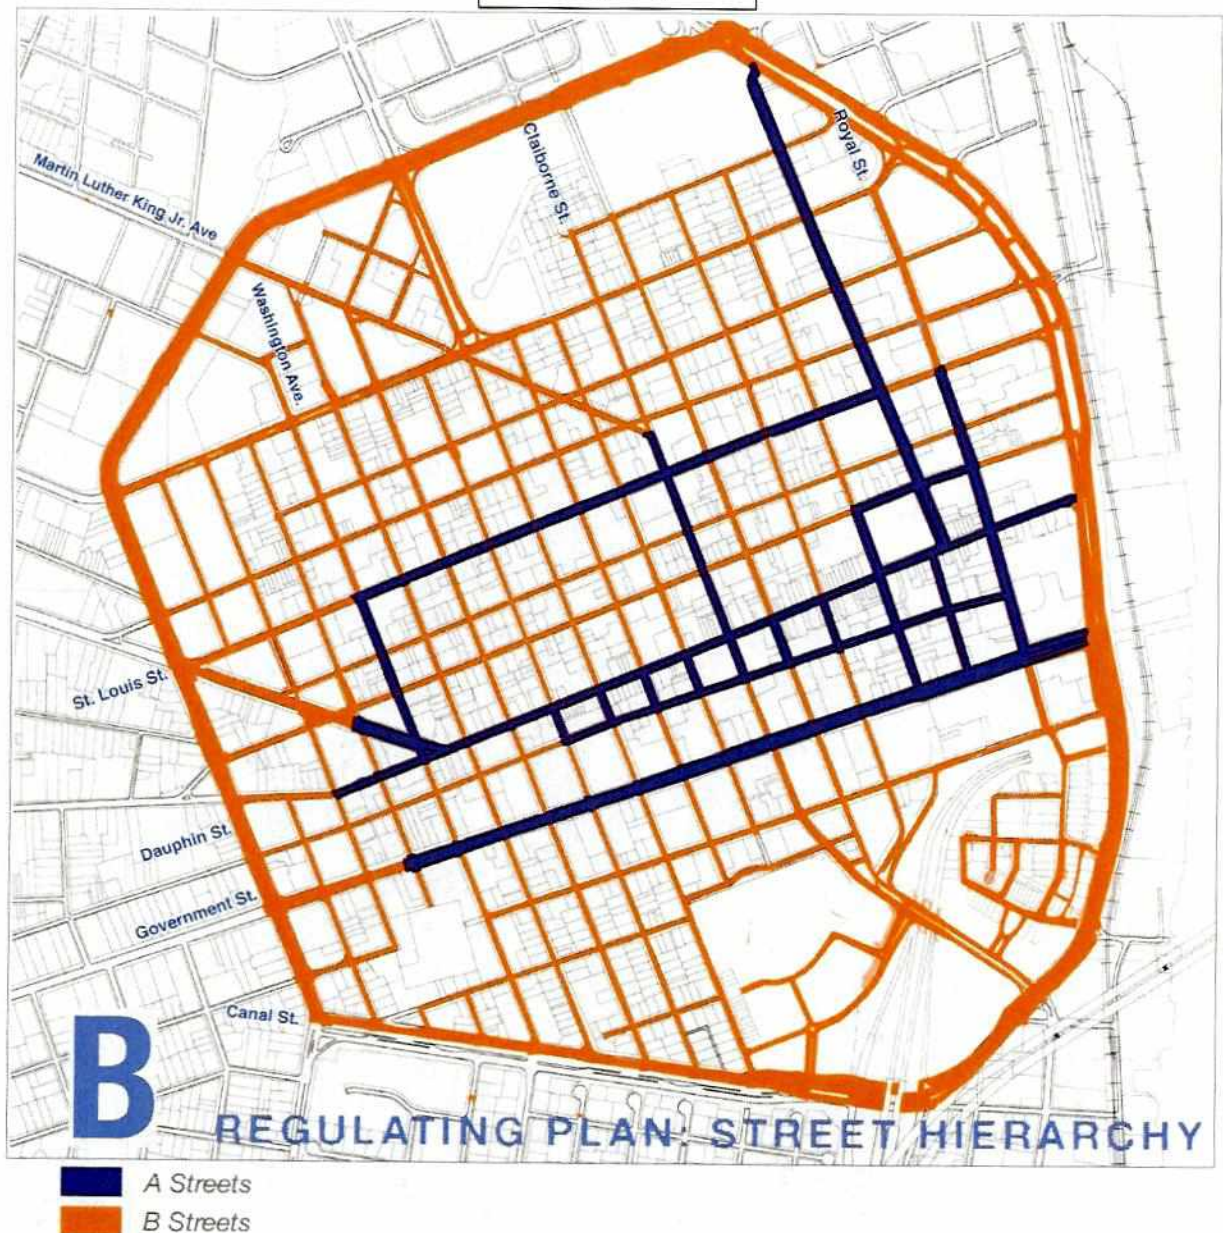 Claiborne St.
Royal St.
Martin Luther King Jr. Ave
Washington Ave.
St. Louis St.
Dauphin St.
Government St.
Canal St.
B
REGULATING PLAN: STREET HIERARCHY
A Streets
B Streets